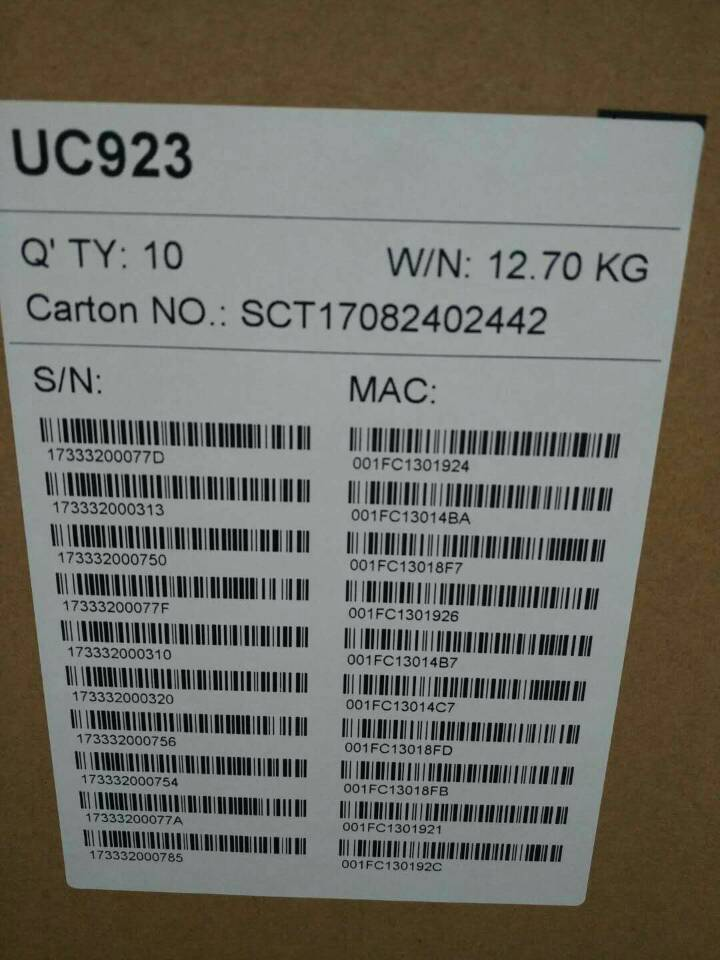 UC923
Q' TY: 10 W/N: 12.70 KG
Carton NO.: SCT17082402442
S/N: MAC:
17333200077D 001FC1301924
173332000313 001FC13014BA
173332000750 001FC13018F7
17333200077F 001FC1301926
173332000310 001FC13014B7
173332000320 001FC13014C7
173332000756 001FC13018FD
173332000754 001FC13018FB
17333200077A 001FC1301921
173332000785 001FC130192C